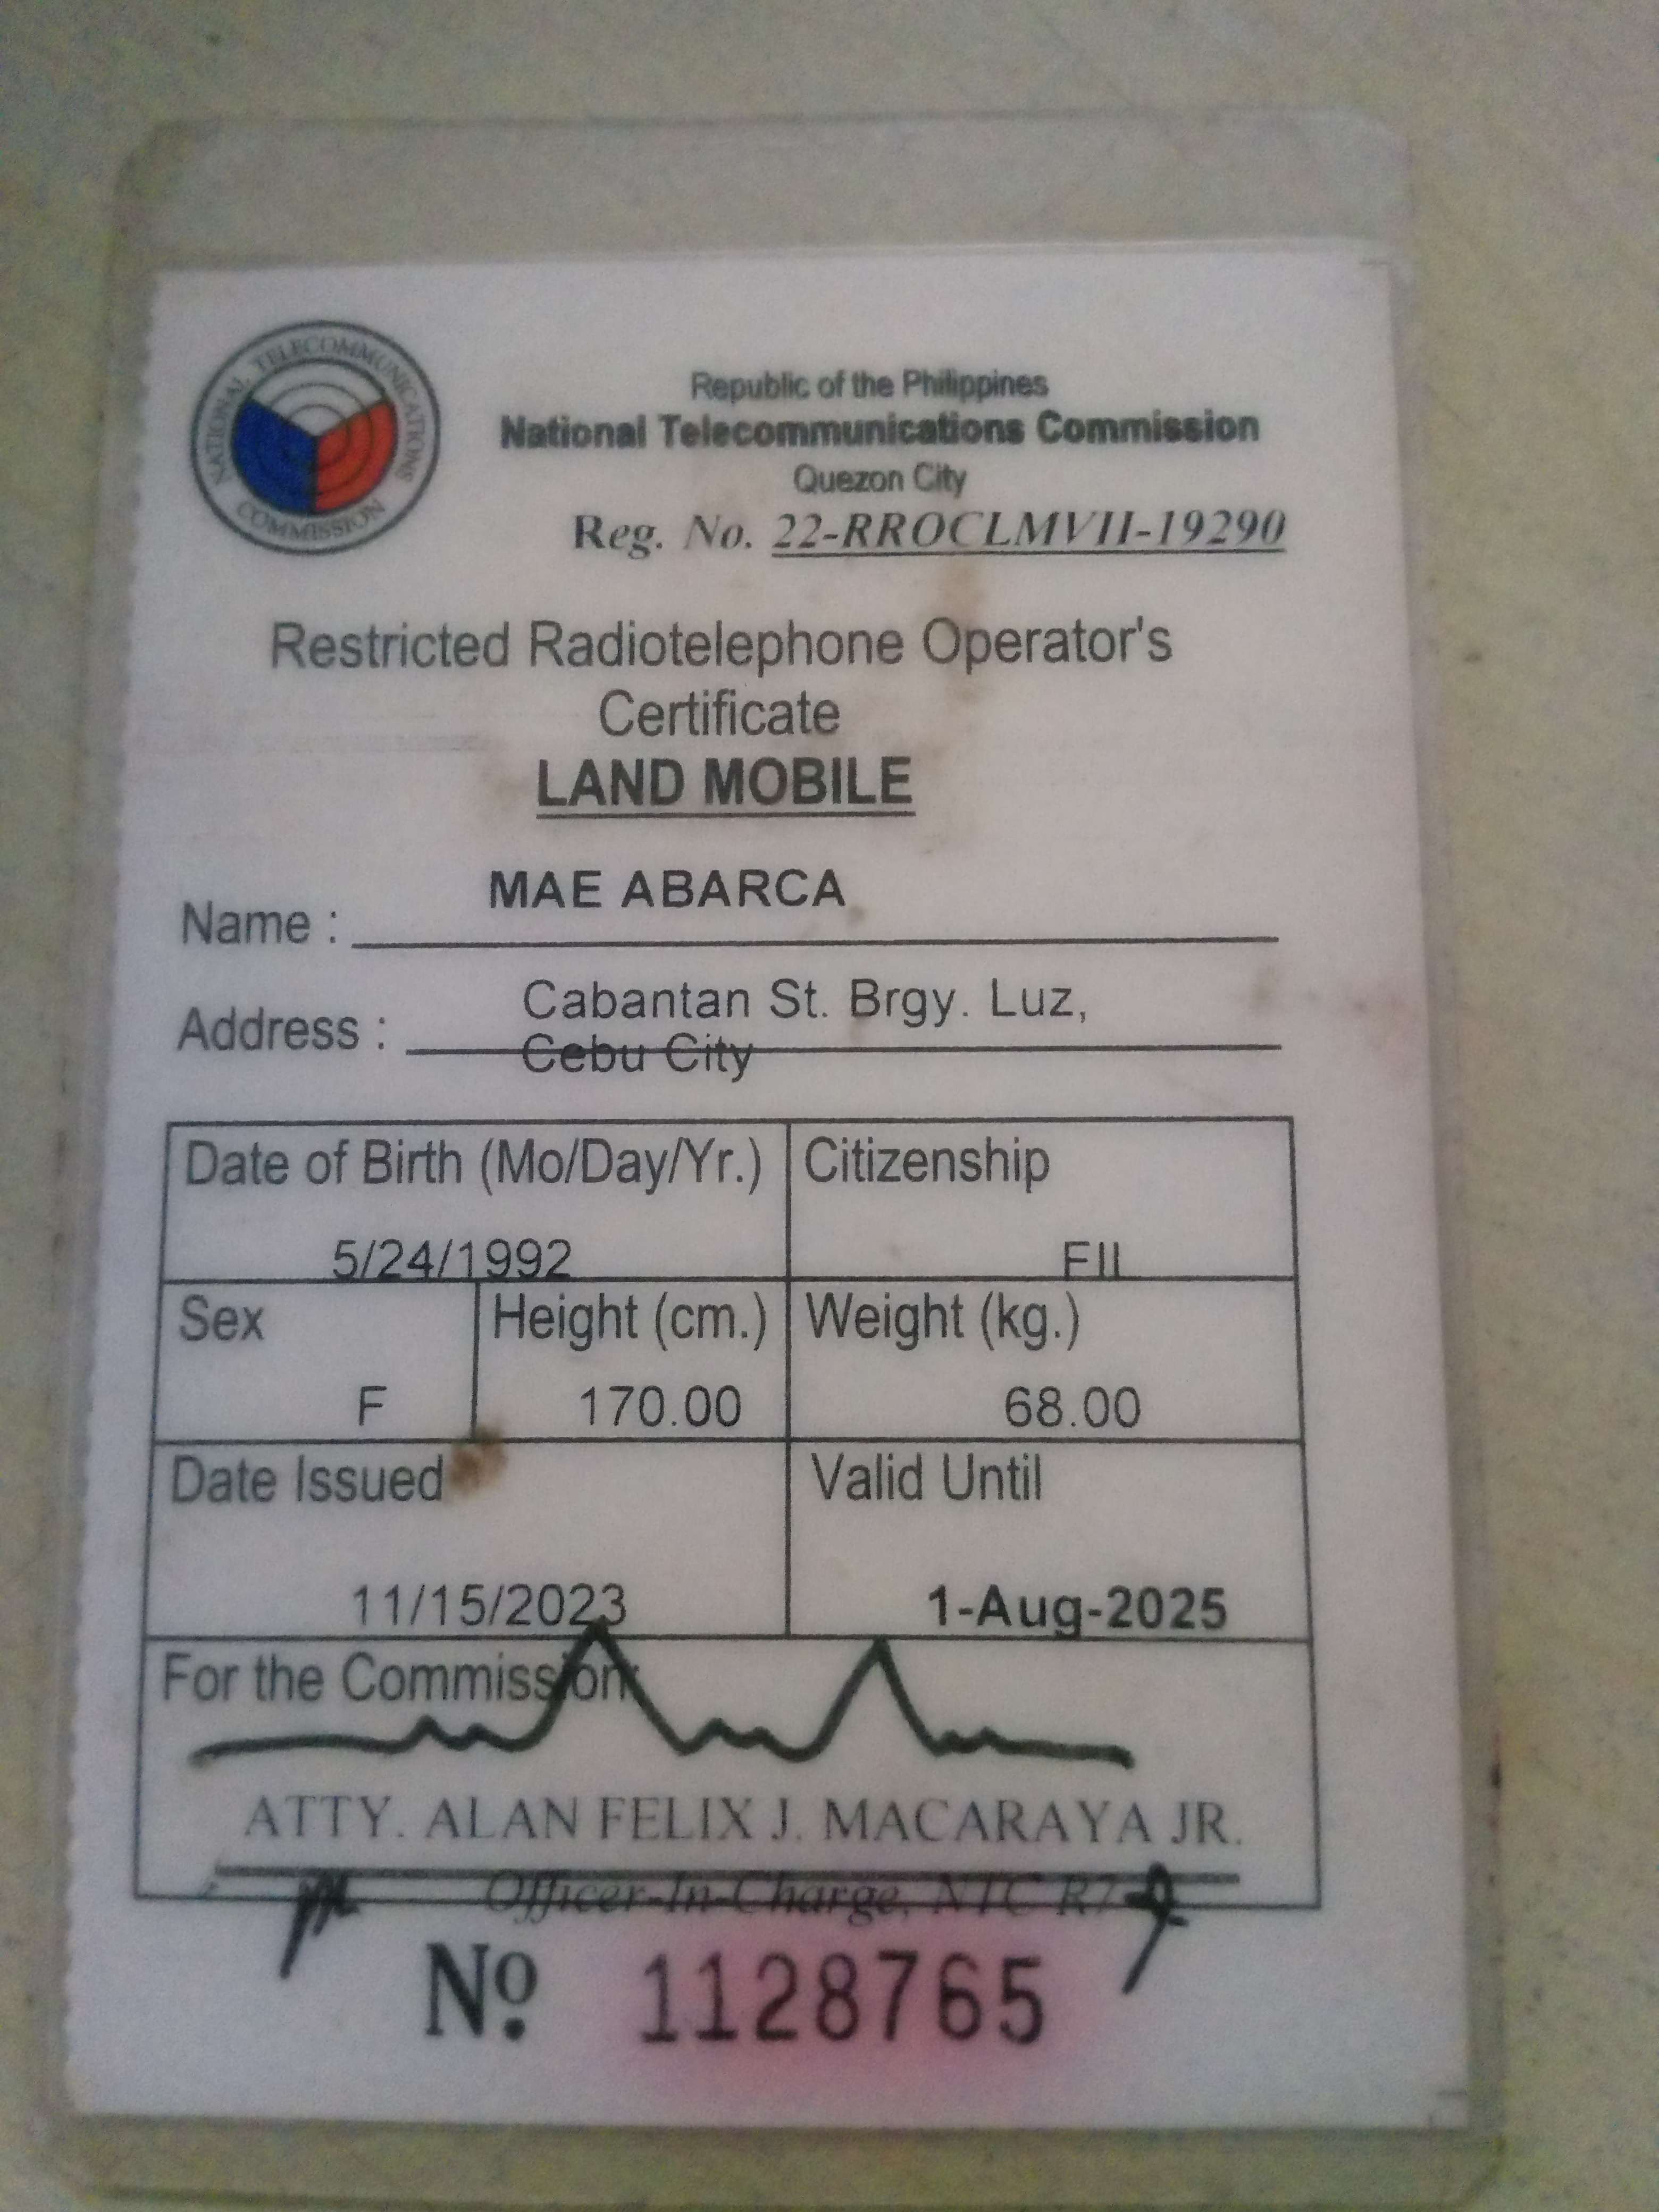 NATIONAL TELECOMMUNICATIONS COMMISSION
Republic of the Philippines
National Telecommunications Commission
Quezon City
Reg. No. 22-RROCLMVII-19290
Restricted Radiotelephone Operator's
Certificate
LAND MOBILE
Name : MAE ABARCA
Address : Cabantan St. Brgy. Luz,
Cebu City
Date of Birth (Mo/Day/Yr.) Citizenship
5/24/1992 FIL
Sex Height (cm.) Weight (kg.)
F 170.00 68.00
Date Issued Valid Until
11/15/2023 1-Aug-2025
For the Commission:
ATTY. ALAN FELIX J. MACARAYA JR.
Officer-In-Charge, NTC R7
Nº. 1128765